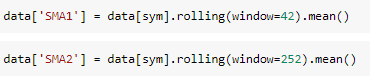 data['SMA1'] = data[sym].rolling(window=42).mean()
data['SMA2'] = data[sym].rolling(window=252).mean()